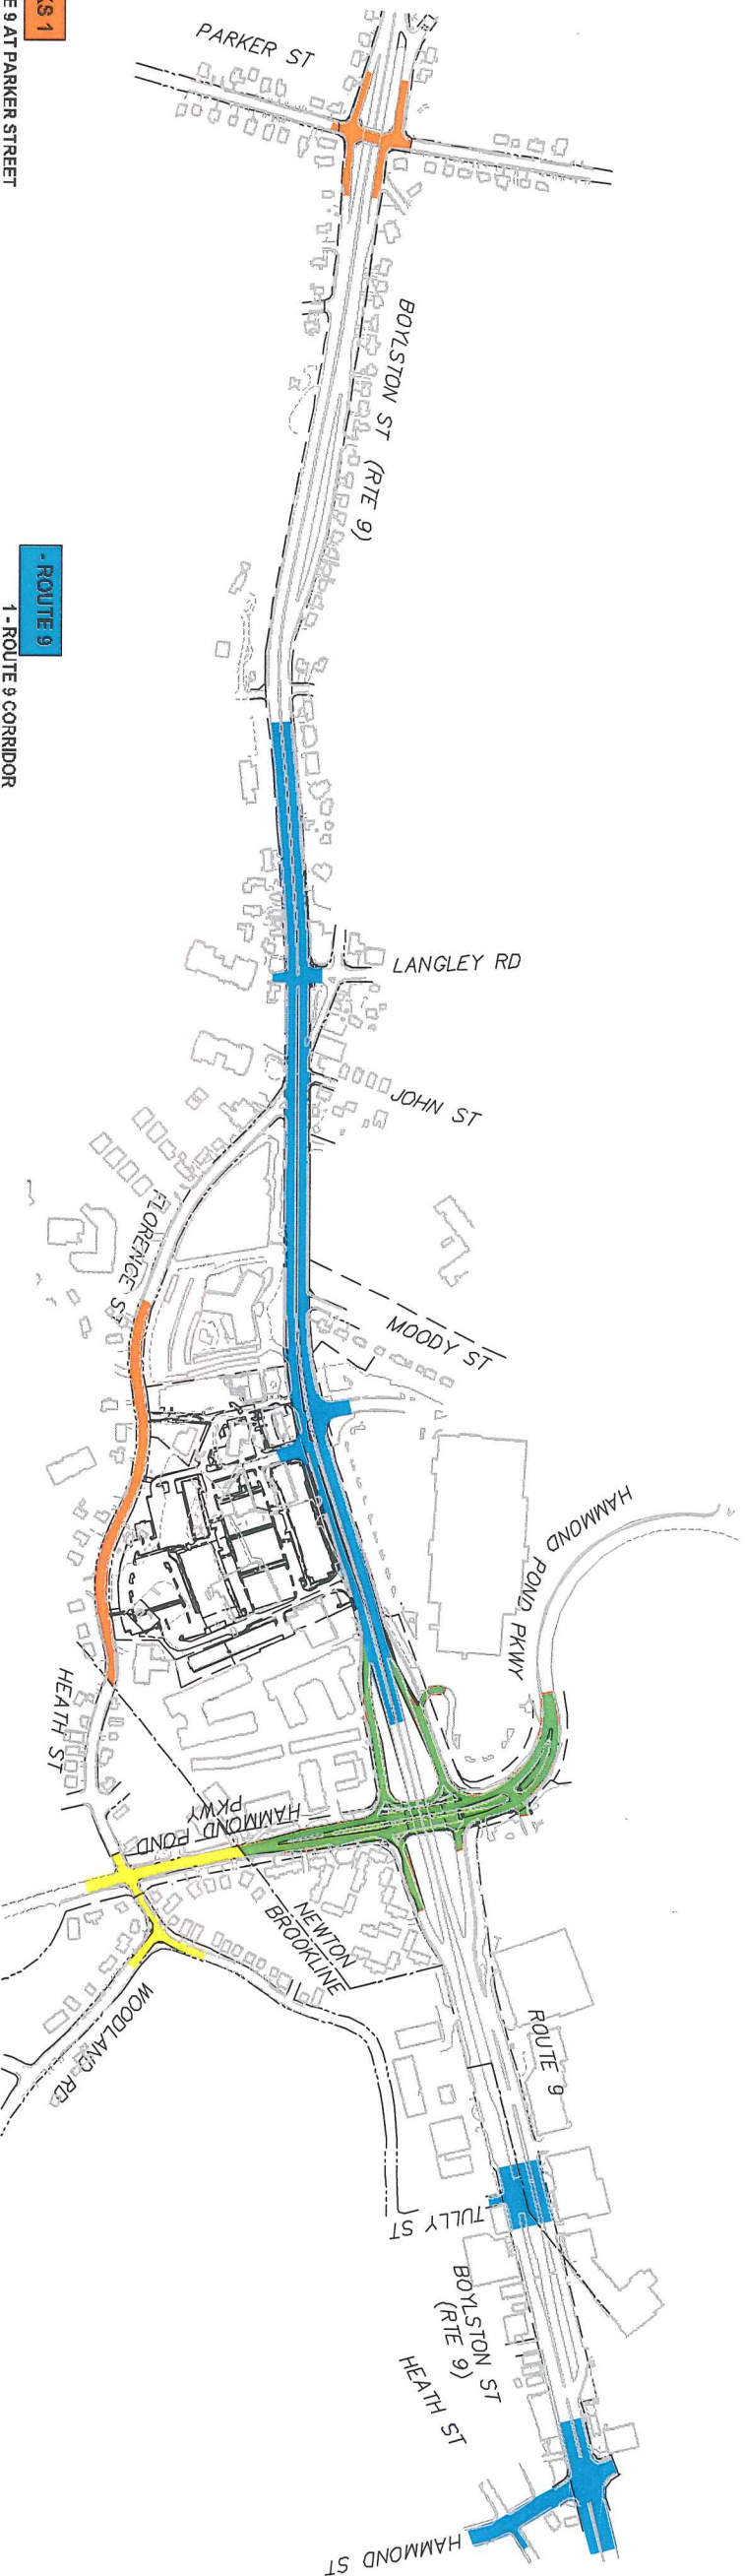 PARKER ST
BOYLSTON ST (RTE 9)
LANGLEY RD
JOHN ST
FLORENCE ST
MOODY ST
HAMMOND POND PKWY
HEATH ST
HAMMOND POND
PKWY
NEWTON
BROOKLINE
WOODLAND RD
ROUTE 9
TULLY ST
BOYLSTON ST
(RTE 9)
HEATH ST
HAMMOND ST
KS 1
E 9 AT PARKER STREET
- ROUTE 9
1 - ROUTE 9 CORRIDOR